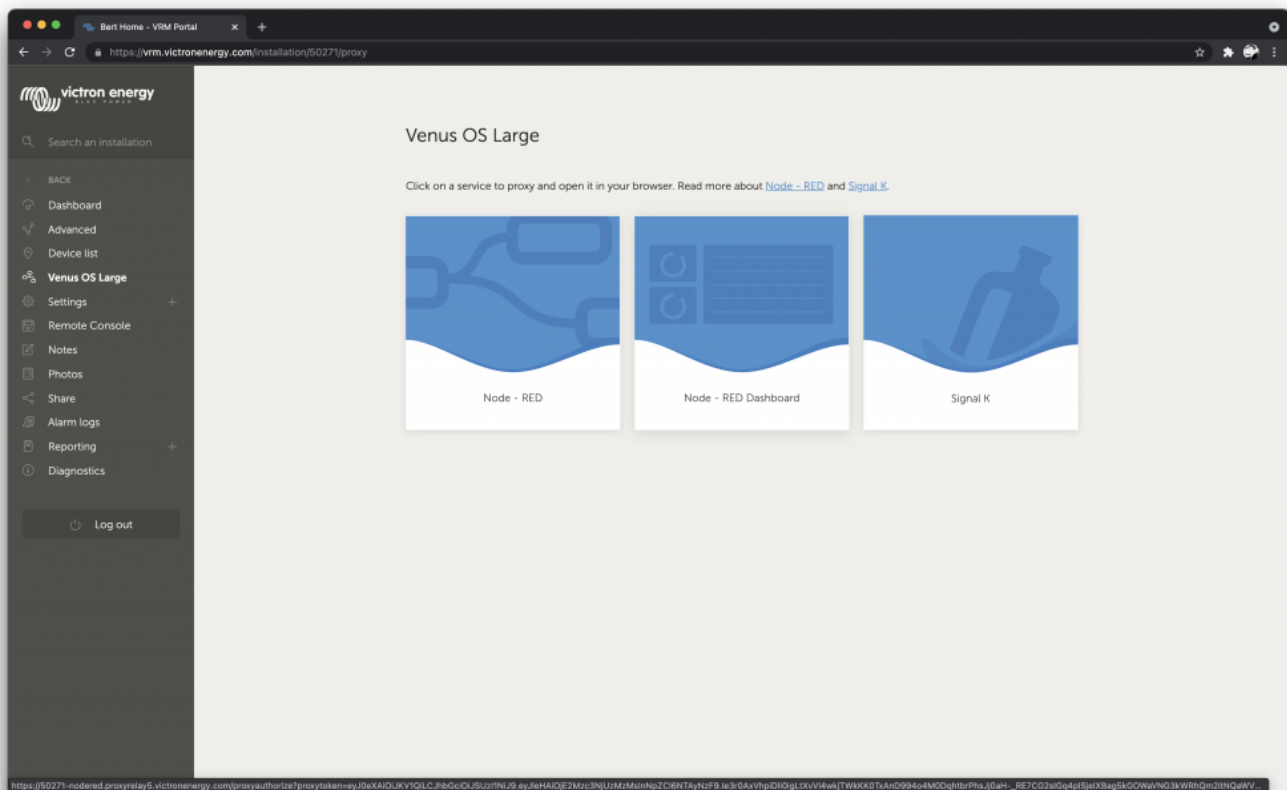 Bert Home - VRM Portal
https://vrm.victronenergy.com/installation/50271/proxy
victron energy
BLUE POWER
Search an installation
BACK
Dashboard
Advanced
Device list
Venus OS Large
Settings
Remote Console
Notes
Photos
Share
Alarm logs
Reporting
Diagnostics
Log out
Venus OS Large
Click on a service to proxy and open it in your browser. Read more about Node - RED and Signal K.
Node - RED
Node - RED Dashboard
Signal K